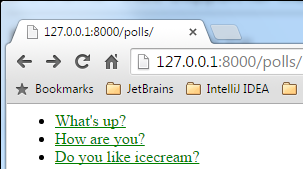 127.0.0.1:8000/polls/
127.0.0.1:8000/polls/
Bookmarks JetBrains IntelliJ IDEA
What's up?
How are you?
Do you like icecream?